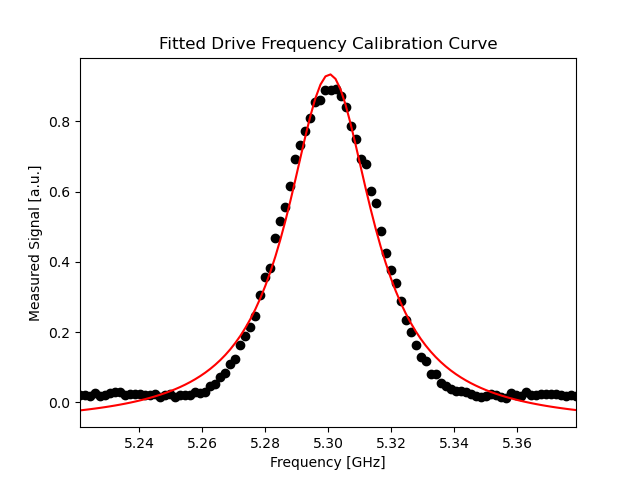 Fitted Drive Frequency Calibration Curve
Measured Signal [a.u.]
0.8
0.6
0.4
0.2
0.0
5.24 5.26 5.28 5.30 5.32 5.34 5.36
Frequency [GHz]